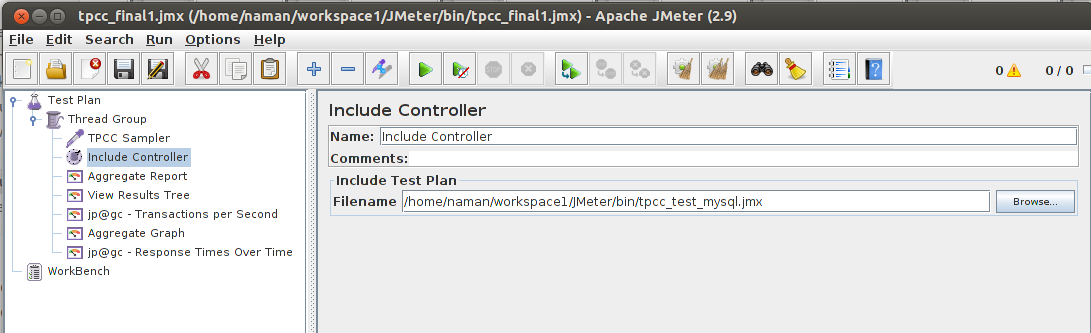 tpcc_final1.jmx (/home/naman/workspace1/JMeter/bin/tpcc_final1.jmx) - Apache JMeter (2.9)
File Edit Search Run Options Help
0 0 / 0
Test Plan
Thread Group
TPCC Sampler
Include Controller
Aggregate Report
View Results Tree
jp@gc - Transactions per Second
Aggregate Graph
jp@gc - Response Times Over Time
WorkBench
Include Controller
Name: Include Controller
Comments:
Include Test Plan
Filename /home/naman/workspace1/JMeter/bin/tpcc_test_mysql.jmx Browse...